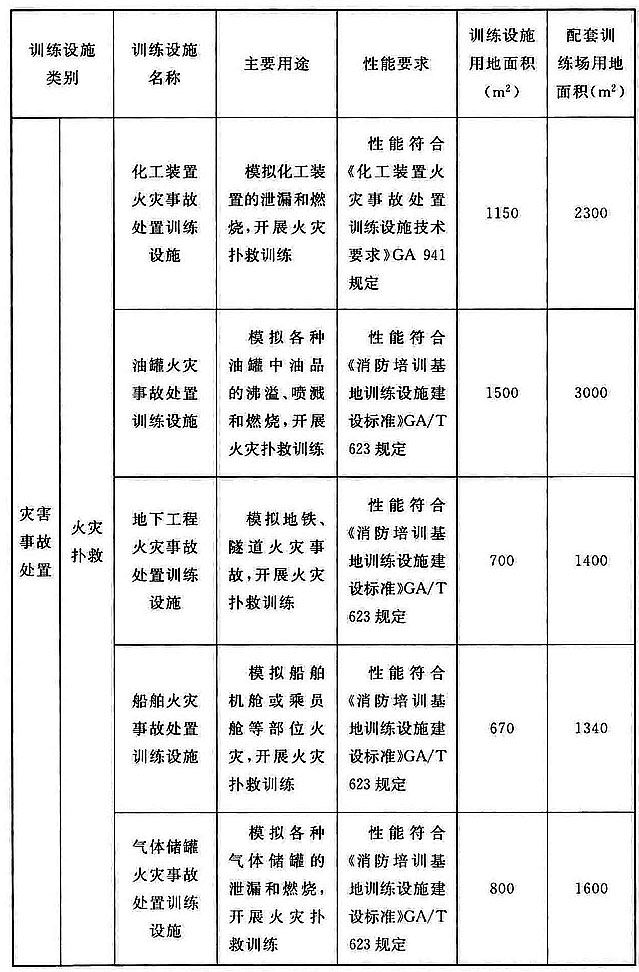 训练设施
类别
训练设施
名称
主要用途
性能要求
训练设施
用地面积
(m²)
配套训
练场用地
面积(m²)
灾害
事故
处置
火灾
扑救
化工装置
火灾事故
处置训练
设施
模拟化工装
置的泄漏和燃
烧,开展火灾
扑救训练
性能符合
《化工装置火
灾事故处置
训练设施技术
要求》GA 941
规定
1150
2300
油罐火灾
事故处置
训练设施
模拟各种
油罐中油品
的沸溢、喷溅
和燃烧,开展
火灾扑救训练
性能符合
《消防培训基
地训练设施建
设标准》GA/T
623 规定
1500
3000
地下工程
火灾事故
处置训练
设施
模拟地铁、
隧道火灾事
故,开展火灾
扑救训练
性能符合
《消防培训基
地训练设施建
设标准》GA/T
623 规定
700
1400
船舶火灾
事故处置
训练设施
模拟船舶
机舱或乘员
舱等部位火
灾,开展火灾
扑救训练
性能符合
《消防培训基
地训练设施建
设标准》GA/T
623 规定
670
1340
气体储罐
火灾事故
处置训练
设施
模拟各种
气体储罐的
泄漏和燃烧,
开展火灾扑
救训练
性能符合
《消防培训基
地训练设施建
设标准》GA/T
623 规定
800
1600